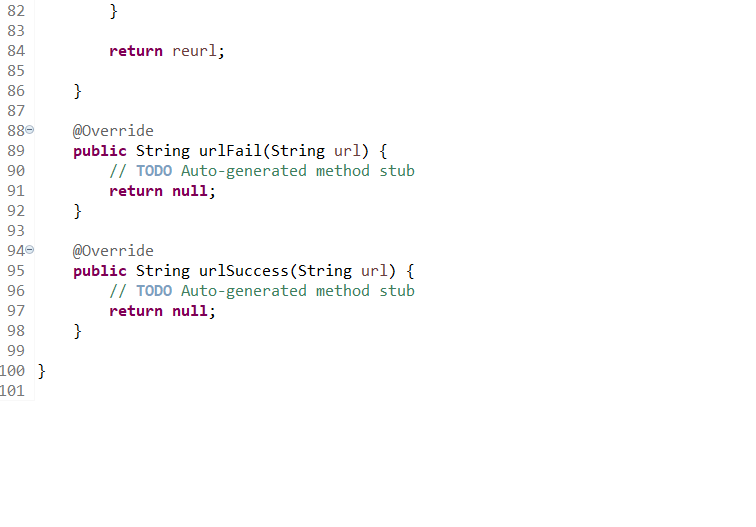 82         }
83
84         return reurl;
85
86     }
87
88     @Override
89     public String urlFail(String url) {
90         // TODO Auto-generated method stub
91         return null;
92     }
93
94     @Override
95     public String urlSuccess(String url) {
96         // TODO Auto-generated method stub
97         return null;
98     }
99
100 }
101